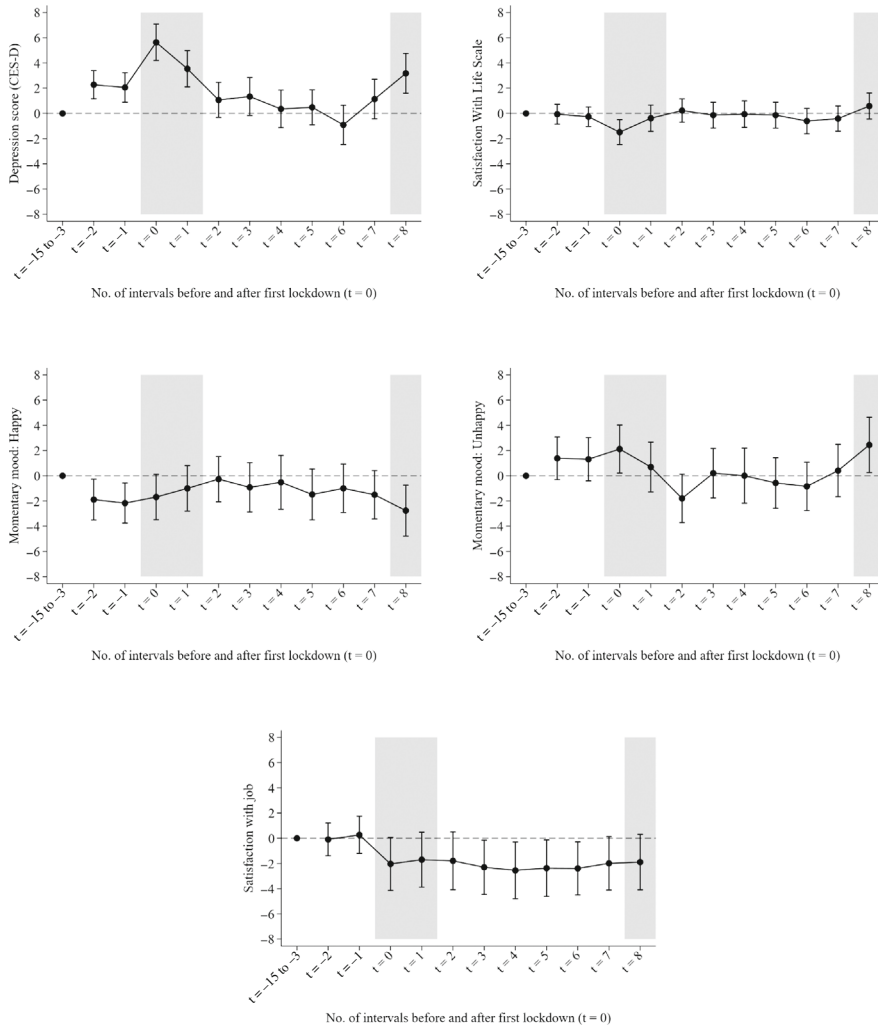 Depression score (CES-D)
8
6
4
2
0
−2
−4
−6
−8
t = −15 to −3
t = −2
t = −1
t = 0
t = 1
t = 2
t = 3
t = 4
t = 5
t = 6
t = 7
t = 8
No. of intervals before and after first lockdown (t = 0)
Satisfaction With Life Scale
8
6
4
2
0
−2
−4
−6
−8
t = −15 to −3
t = −2
t = −1
t = 0
t = 1
t = 2
t = 3
t = 4
t = 5
t = 6
t = 7
t = 8
No. of intervals before and after first lockdown (t = 0)
Momentary mood: Happy
8
6
4
2
0
−2
−4
−6
−8
t = −15 to −3
t = −2
t = −1
t = 0
t = 1
t = 2
t = 3
t = 4
t = 5
t = 6
t = 7
t = 8
No. of intervals before and after first lockdown (t = 0)
Momentary mood: Unhappy
8
6
4
2
0
−2
−4
−6
−8
t = −15 to −3
t = −2
t = −1
t = 0
t = 1
t = 2
t = 3
t = 4
t = 5
t = 6
t = 7
t = 8
No. of intervals before and after first lockdown (t = 0)
Satisfaction with job
8
6
4
2
0
−2
−4
−6
−8
t = −15 to −3
t = −2
t = −1
t = 0
t = 1
t = 2
t = 3
t = 4
t = 5
t = 6
t = 7
t = 8
No. of intervals before and after first lockdown (t = 0)